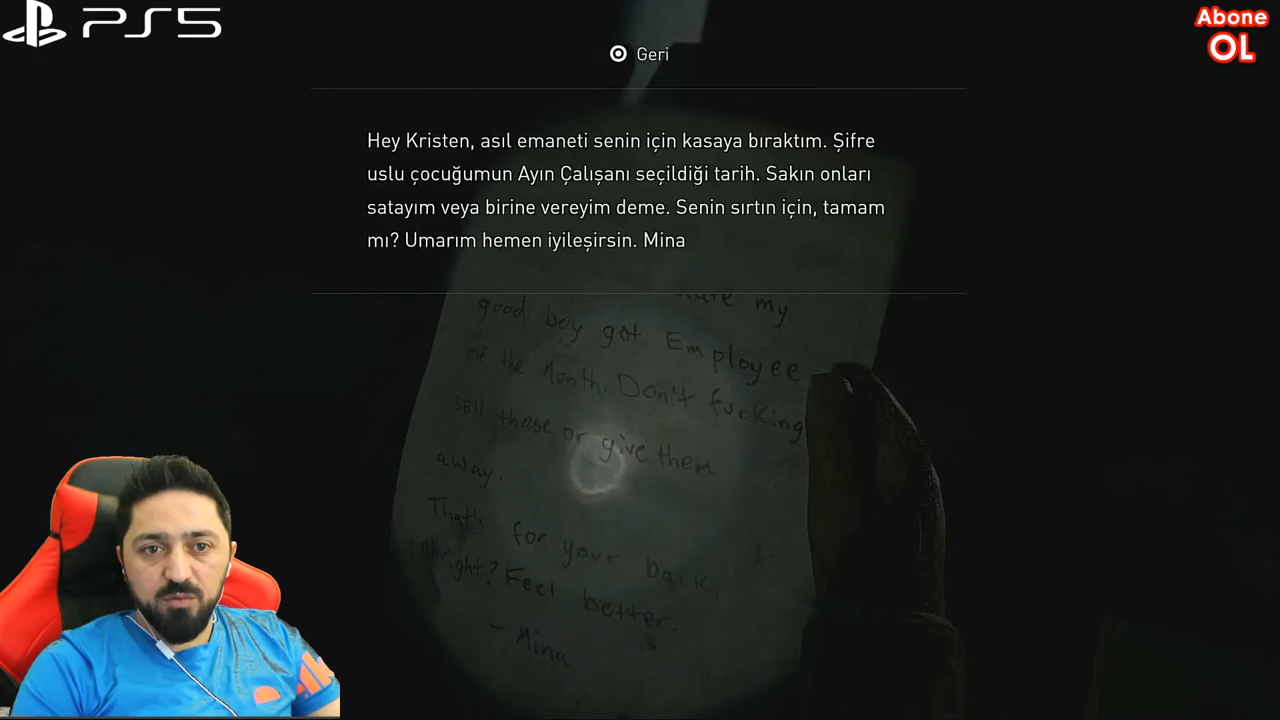 PS5
Abone
OL
Geri
Hey Kristen, asıl emaneti senin için kasaya bıraktım. Şifre
uslu çocuğumun Ayın Çalışanı seçildiği tarih. Sakın onları
satayım veya birine vereyim deme. Senin sırtın için, tamam
mı? Umarım hemen iyileşirsin. Mina
my
good boy got Employee
of the Month. Don't fucking
sell those or give them
away.
That's for your back,
alright? Feel better.
- Mina